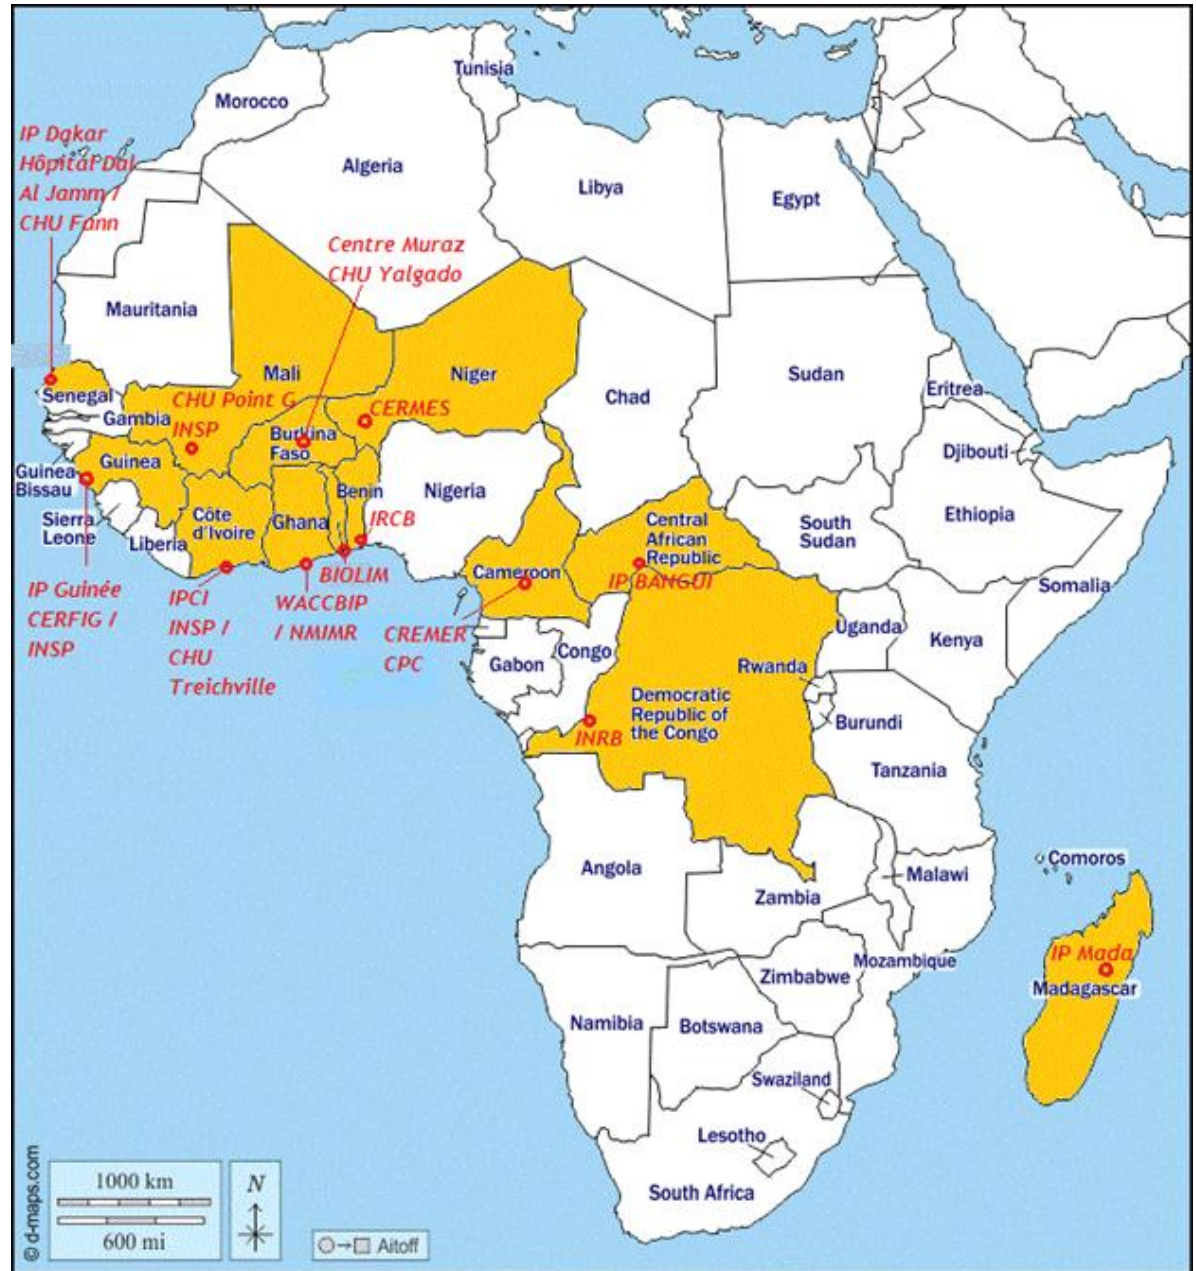 Tunisia
Morocco
IP Dakar
Hôpital Dal
Al Jamm /
CHU Fann
Algeria
Libya
Egypt
Centre Muraz
CHU Yalgado
Mauritania
Mali
Niger
Chad
Sudan
Eritrea
Senegal
Gambia
CHU Point G
INSP
CERMES
Burkina
Faso
Djibouti
Guinea
Guinea
Bissau
Benin
Nigeria
Ethiopia
Sierra
Leone
Liberia
Côte
d'Ivoire
Ghana
IRCB
Central
African
Republic
South
Sudan
BIOLIM
Cameroon
IP BANGUI
Somalia
IP Guinée
CERFIG /
INSP
IPCI
INSP /
CHU
Treichville
WACCBIP
/ NMIMR
CREMER
CPC
Gabon
Congo
Uganda
Kenya
Rwanda
Democratic
Republic of
the Congo
INRB
Burundi
Tanzania
Angola
Zambia
Malawi
Comoros
Mozambique
Zimbabwe
IP Mada
Madagascar
Namibia
Botswana
Swaziland
Lesotho
South Africa
© d-maps.com
1000 km
600 mi
N
Aitoff